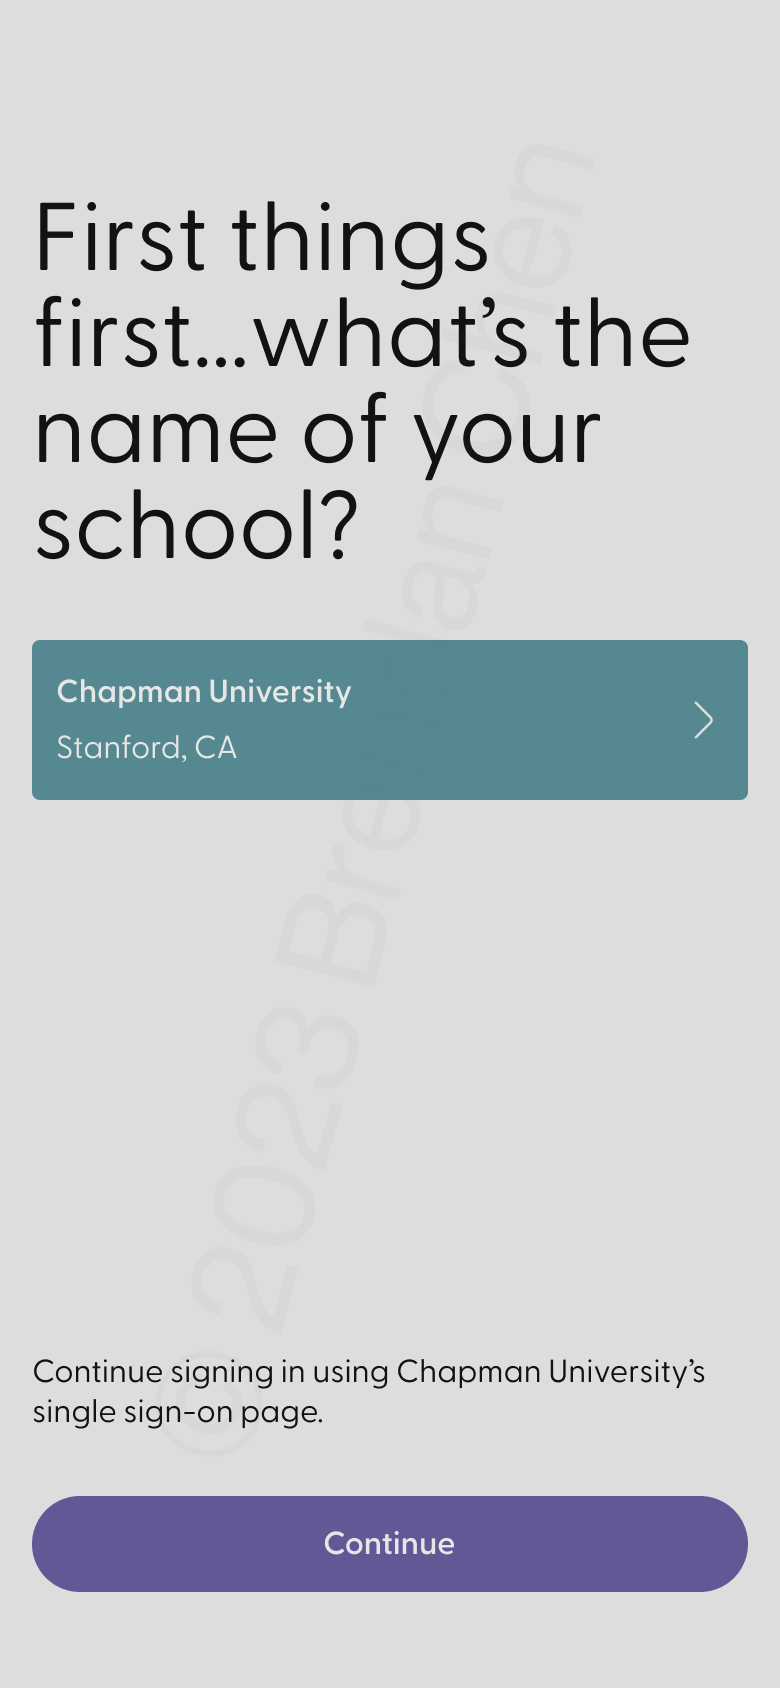 First things
first...what’s the
name of your
school?
Chapman University
Stanford, CA
Continue signing in using Chapman University’s
single sign-on page.
Continue
© 2023 Brendan Chen